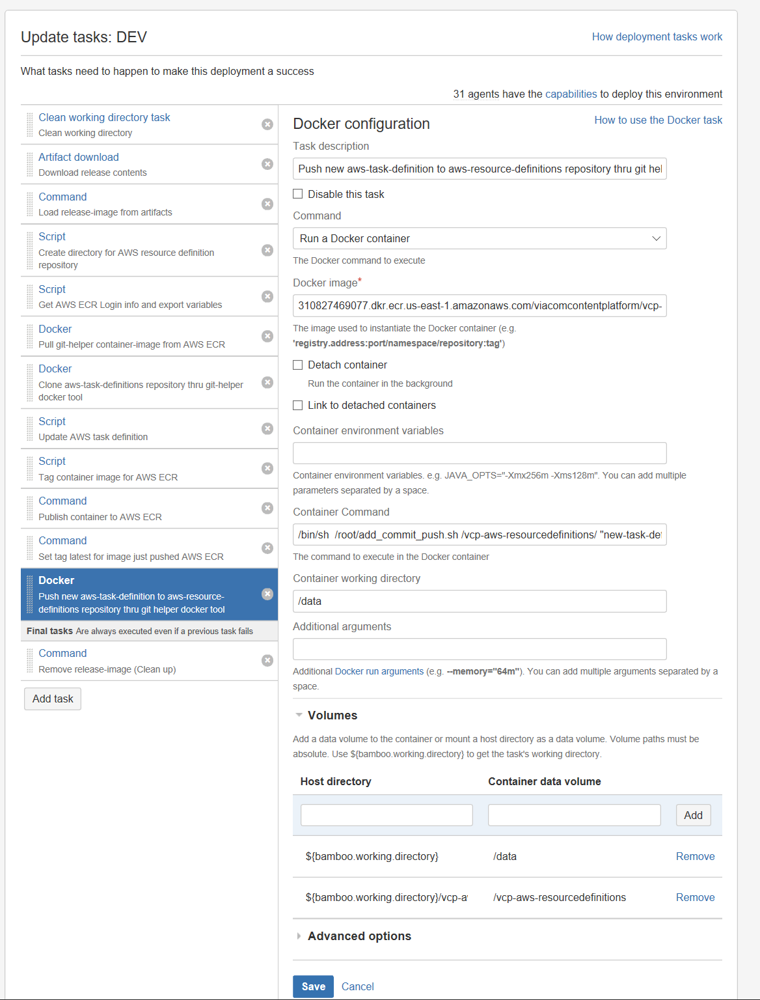 Update tasks: DEV
How deployment tasks work
What tasks need to happen to make this deployment a success
31 agents have the capabilities to deploy this environment
Clean working directory task
Clean working directory
Artifact download
Download release contents
Command
Load release-image from artifacts
Script
Create directory for AWS resource definition
repository
Script
Get AWS ECR Login info and export variables
Docker
Pull git-helper container-image from AWS ECR
Docker
Clone aws-task-definitions repository thru git-helper
docker tool
Script
Update AWS task definition
Script
Tag container image for AWS ECR
Command
Publish container to AWS ECR
Command
Set tag latest for image just pushed AWS ECR
Docker
Push new aws-task-definition to aws-resource-
definitions repository thru git helper docker tool
Final tasks Are always executed even if a previous task fails
Command
Remove release-image (Clean up)
Add task
Docker configuration
How to use the Docker task
Task description
Push new aws-task-definition to aws-resource-definitions repository thru git hel
Disable this task
Command
Run a Docker container
The Docker command to execute
Docker image*
310827469077.dkr.ecr.us-east-1.amazonaws.com/viacomcontentplatform/vcp-
The image used to instantiate the Docker container (e.g.
'registry.address:port/namespace/repository:tag')
Detach container
Run the container in the background
Link to detached containers
Container environment variables
Container environment variables. e.g. JAVA_OPTS="-Xmx256m -Xms128m". You can add multiple
parameters separated by a space.
Container Command
/bin/sh  /root/add_commit_push.sh /vcp-aws-resourcedefinitions/ "new-task-def
The command to execute in the Docker container
Container working directory
/data
Additional arguments
Additional Docker run arguments (e.g. --memory="64m"). You can add multiple arguments separated by a
space.
Volumes
Add a data volume to the container or mount a host directory as a data volume. Volume paths must be
absolute. Use ${bamboo.working.directory} to get the task's working directory.
Host directory
Container data volume
Add
${bamboo.working.directory}
/data
Remove
${bamboo.working.directory}/vcp-a
/vcp-aws-resourcedefinitions
Remove
Advanced options
Save
Cancel